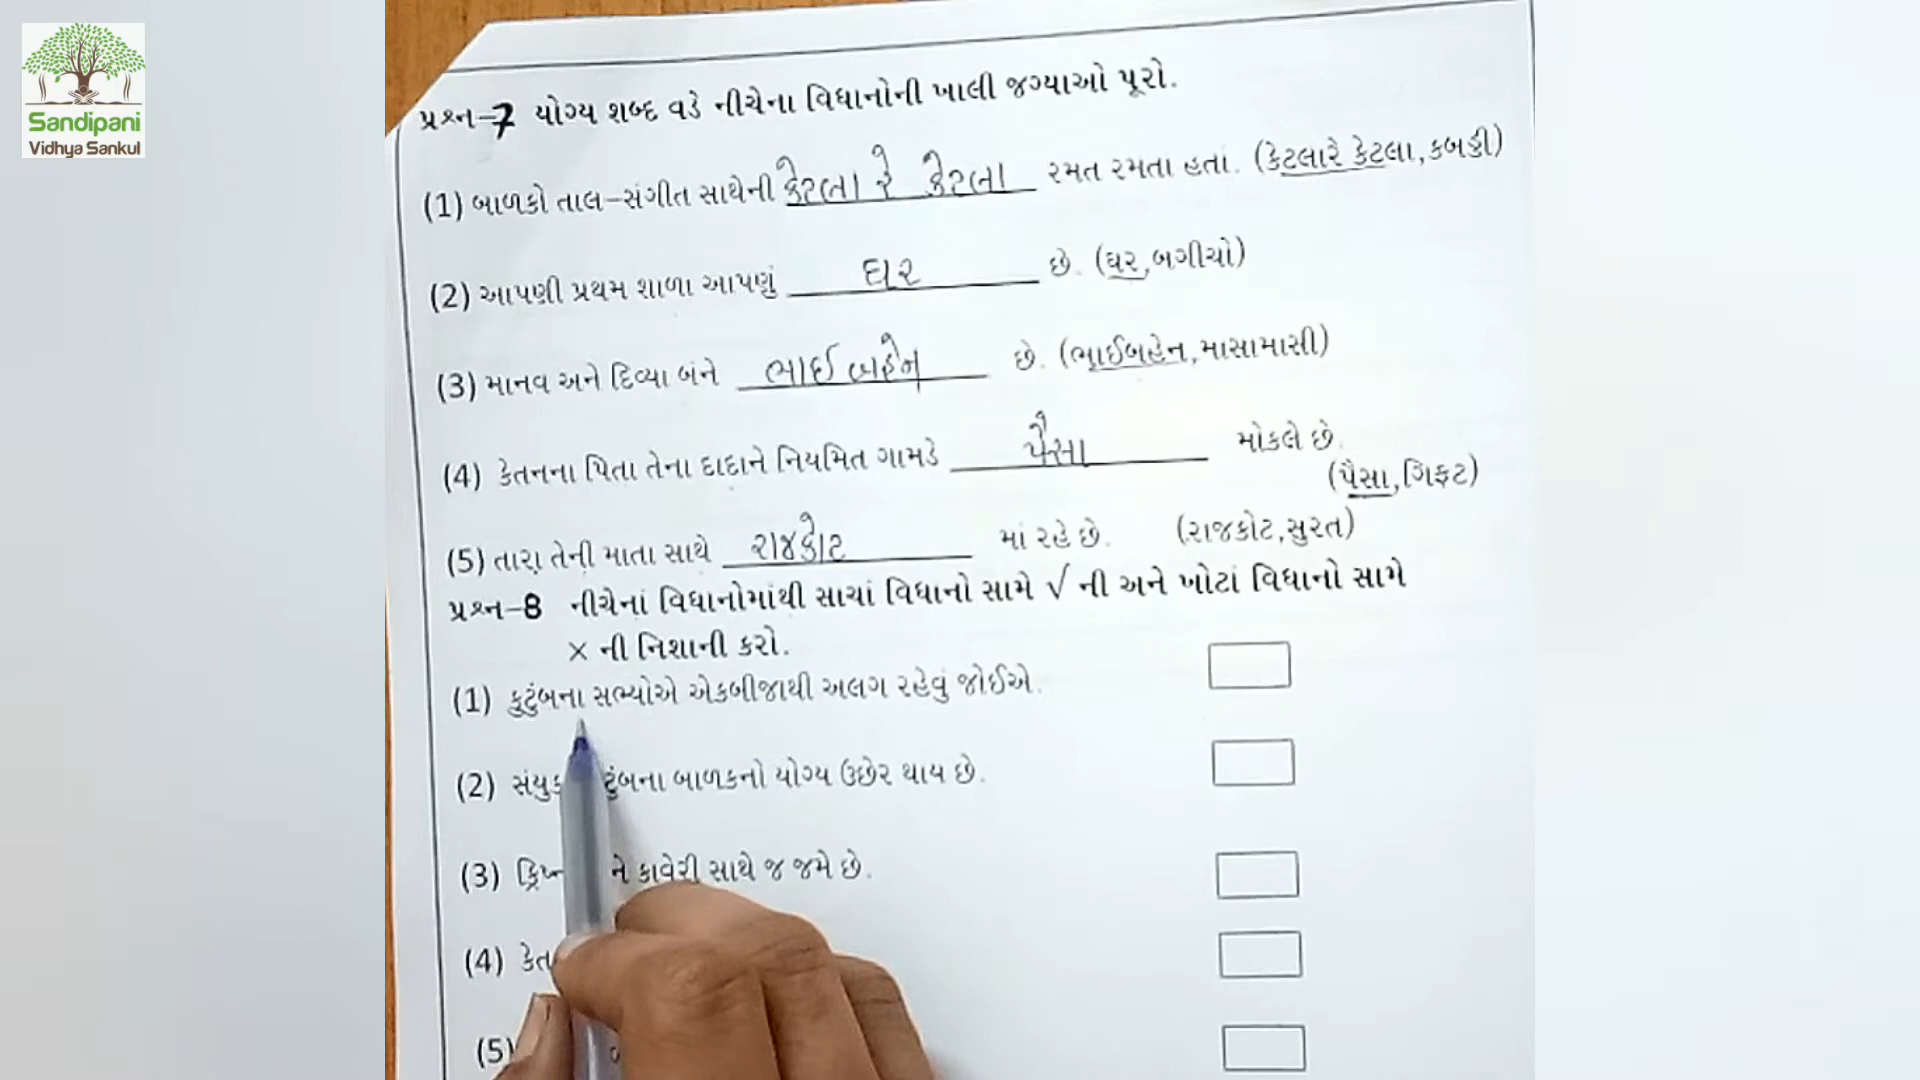 Sandipani
Vidhya Sankul
પ્રશ્ન-7 યોગ્ય શબ્દ વડે નીચેના વિધાનોની ખાલી જગ્યાઓ પૂરો.
(1) બાળકો તાલ-સંગીત સાથેની કેટલા રે કેટલા રમત રમતા હતાં. (કેટલારે કેટલા,કબડ્ડી)
(2) આપણી પ્રથમ શાળા આપણું ઘર છે. (ઘર,બગીચો)
(3) માનવ અને દિવ્યા બંને ભાઈબહેન છે. (ભાઈબહેન,માસામાસી)
(4) કેતનના પિતા તેના દાદાને નિયમિત ગામડે પૈસા મોકલે છે.
(પૈસા,ગિફટ)
(5) તારા તેની માતા સાથે રાજકોટ માં રહે છે. (રાજકોટ,સુરત)
પ્રશ્ન-8 નીચેનાં વિધાનોમાંથી સાચાં વિધાનો સામે √ ની અને ખોટાં વિધાનો સામે
× ની નિશાની કરો.
(1) કુટુંબના સભ્યોએ એકબીજાથી અલગ રહેવું જોઈએ.
(2) બાળકનો યોગ્ય ઉછેર થાય છે.
(3) કાવેરી સાથે જ જમે છે.
(4)
(5)